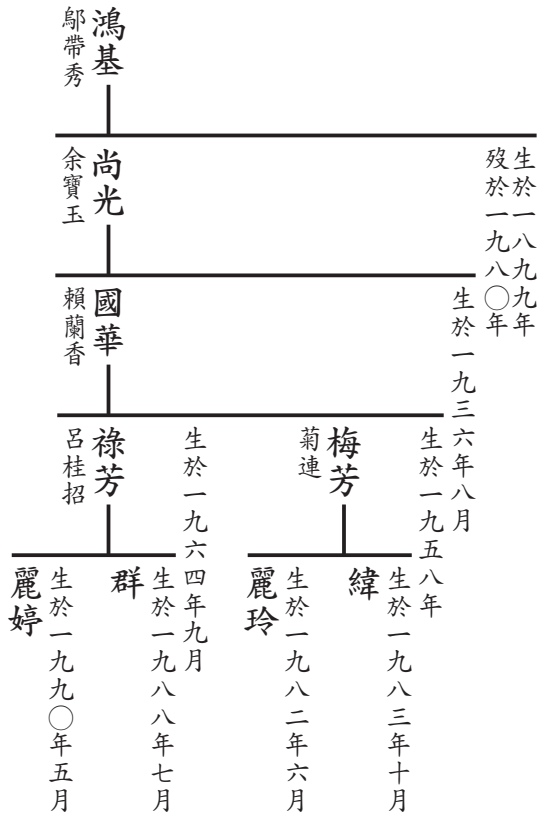 鴻基
鄔帶秀
生於一八九九年
歿於一九八〇年
尚光
余寶玉
生於一九三六年八月
國華
賴蘭香
生於一九五八年
梅芳
菊連
生於一九六四年九月
祿芳
呂桂招
生於一九八三年十月
緯
生於一九八二年六月
麗玲
生於一九八八年七月
群
生於一九九〇年五月
麗婷